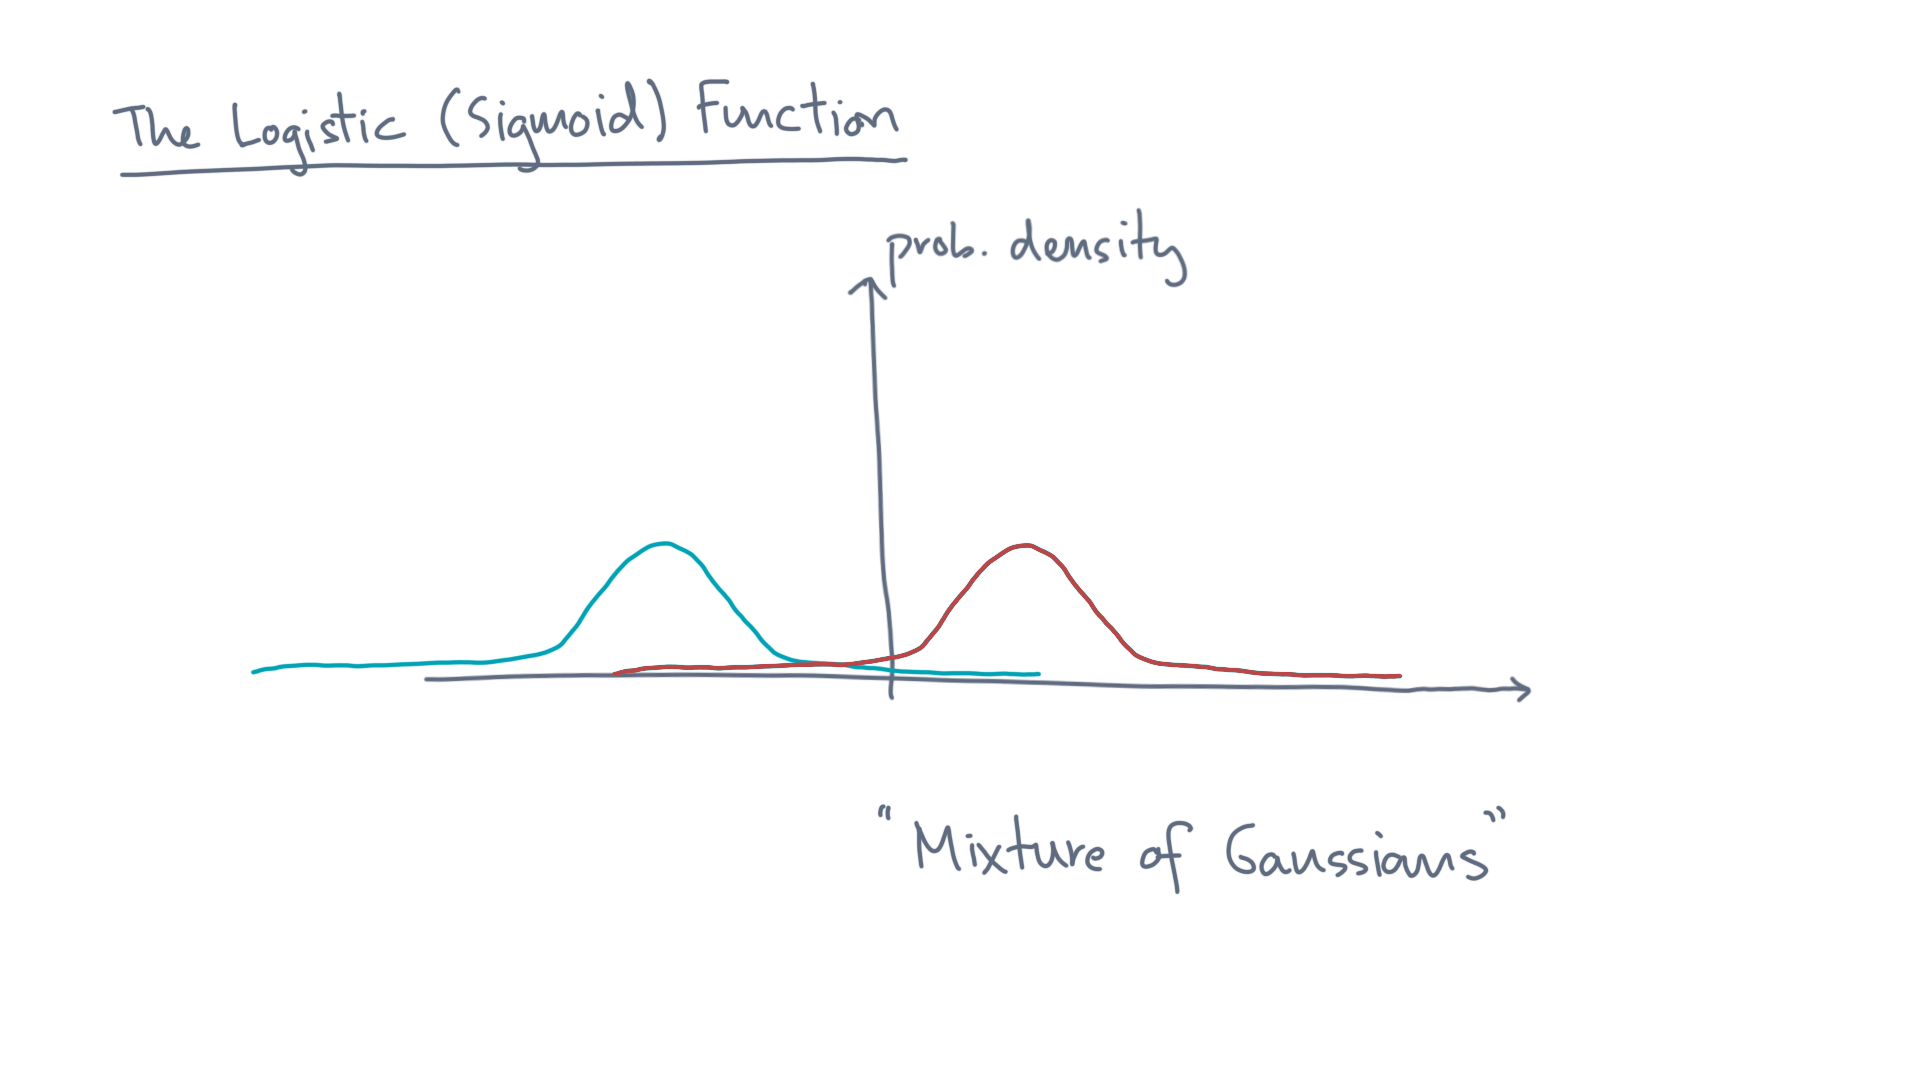 The Logistic (Sigmoid) Function
prob. density
"Mixture of Gaussians"